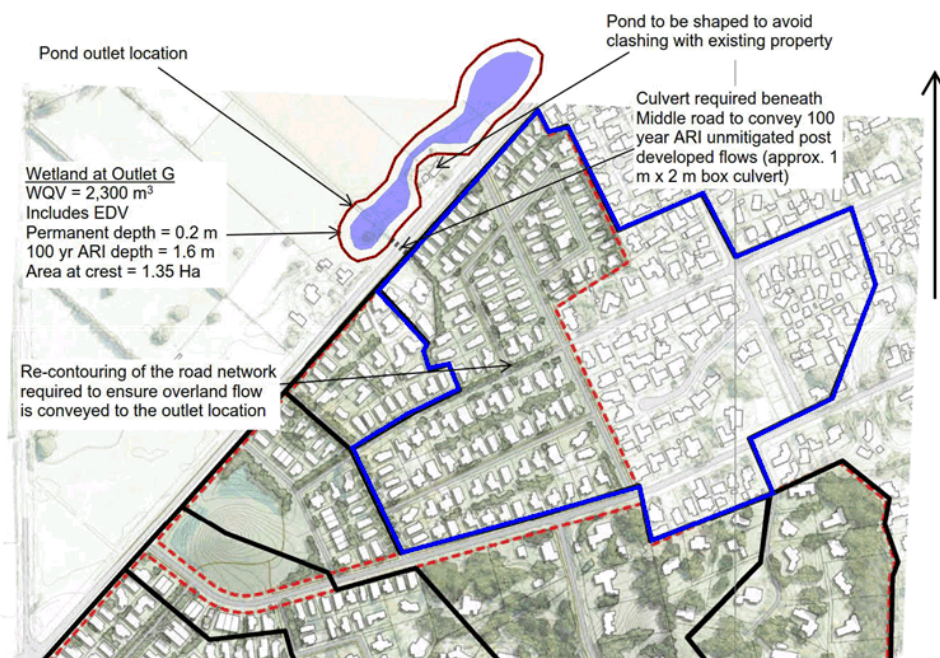 Pond outlet location
Pond to be shaped to avoid
clashing with existing property
Culvert required beneath
Middle road to convey 100
year ARI unmitigated post
developed flows (approx. 1
m x 2 m box culvert)
Wetland at Outlet G
WQV = 2,300 m³
Includes EDV
Permanent depth = 0.2 m
100 yr ARI depth = 1.6 m
Area at crest = 1.35 Ha
Re-contouring of the road network
required to ensure overland flow
is conveyed to the outlet location